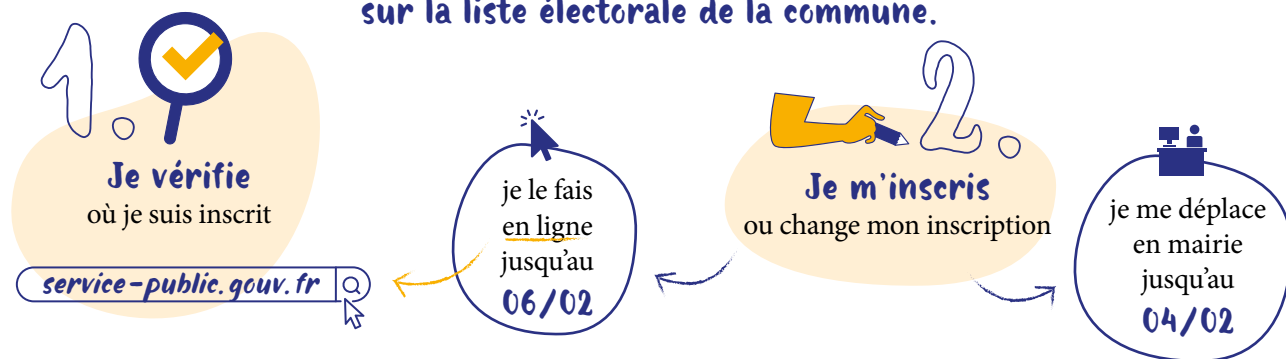 sur la liste électorale de la commune.
1.
Je vérifie
où je suis inscrit
service-public.gouv.fr
2.
Je m'inscris
ou change mon inscription
je le fais
en ligne
jusqu'au
06/02
je me déplace
en mairie
jusqu'au
04/02